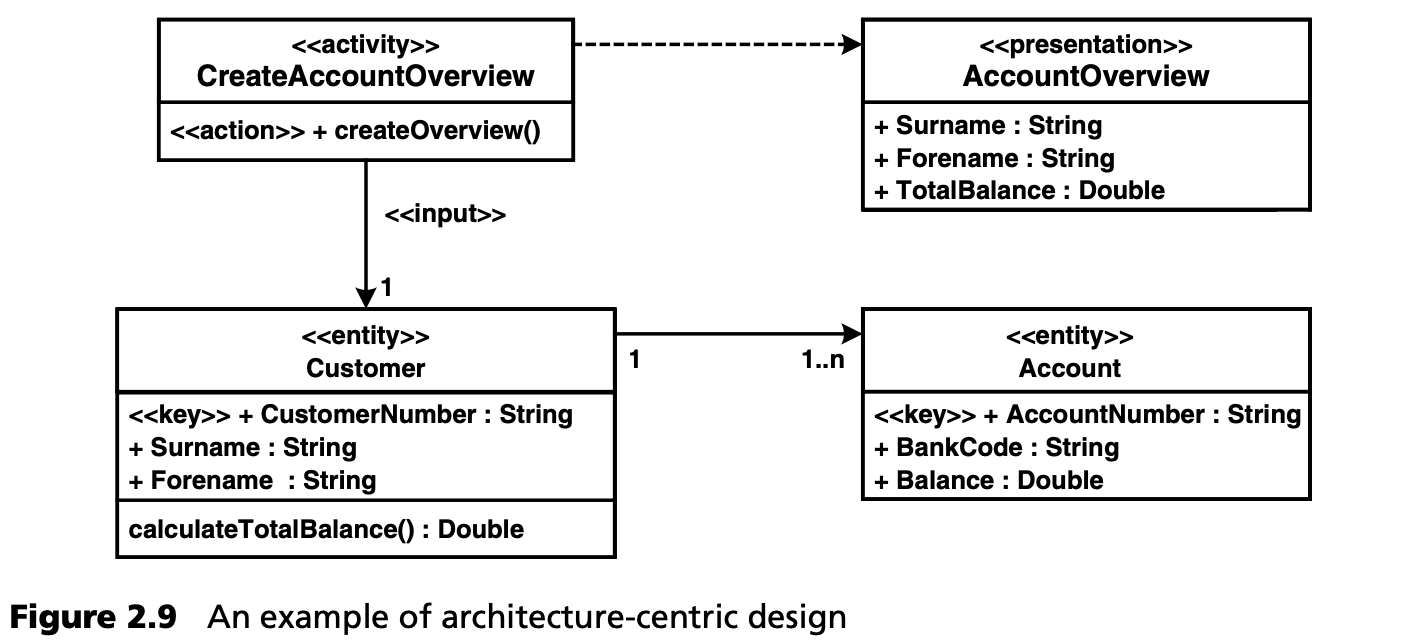 <<activity>>
CreateAccountOverview
<<action>> + createOverview()
<<presentation>>
AccountOverview
+ Surname : String
+ Forename : String
+ TotalBalance : Double
<<input>>
1
<<entity>>
Customer
<<key>> + CustomerNumber : String
+ Surname : String
+ Forename : String
calculateTotalBalance() : Double
1
1..n
<<entity>>
Account
<<key>> + AccountNumber : String
+ BankCode : String
+ Balance : Double
Figure 2.9 An example of architecture-centric design